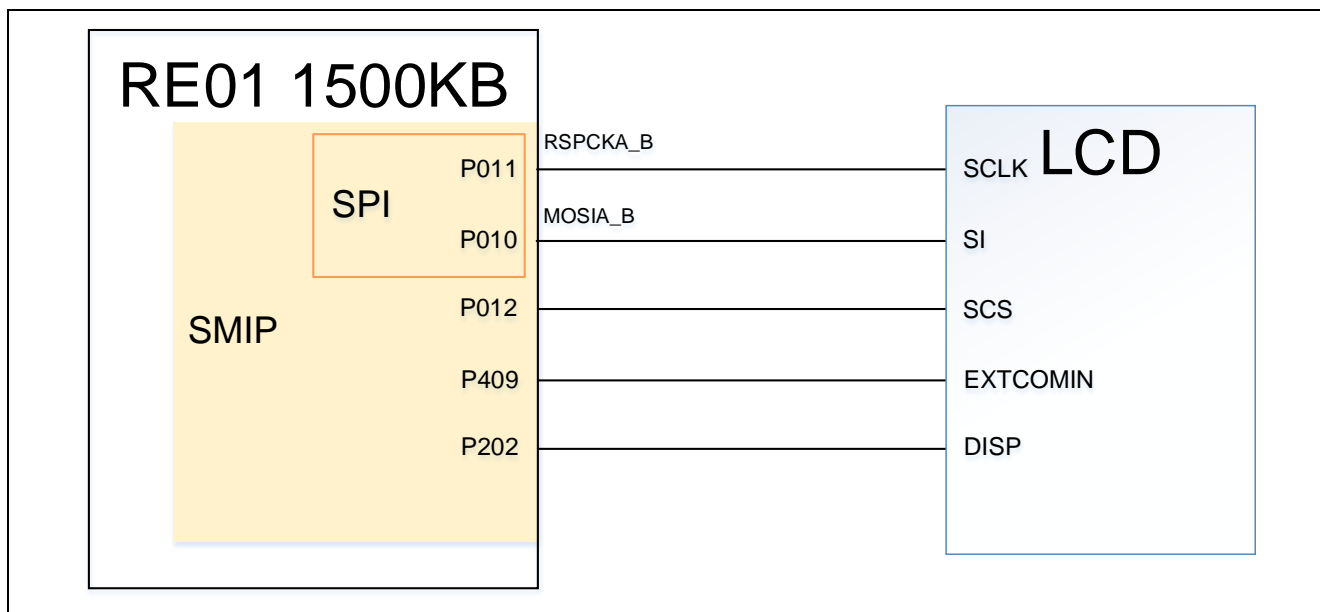 RE01 1500KB
RSPCKA_B
P011
SCLK
LCD
SPI
MOSIA_B
P010
SI
P012
SCS
SMIP
P409
EXTCOMIN
P202
DISP